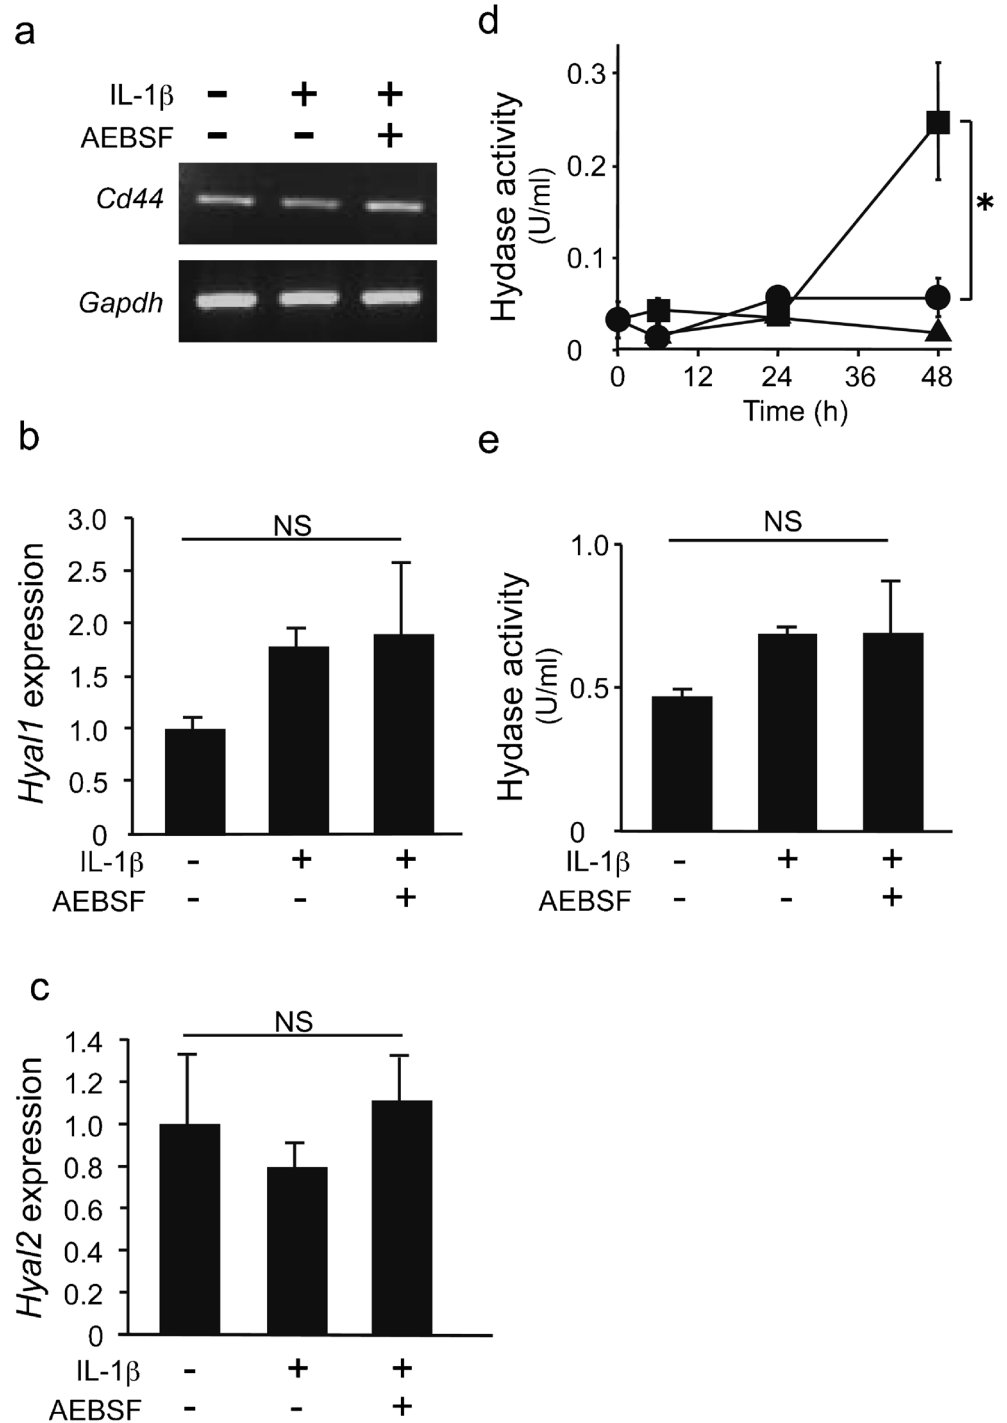 a
IL-1β - + +
AEBSF - - +
Cd44
Gapdh
d
Hydase activity
(U/ml)
0.3
0.2
0.1
0
*
0 12 24 36 48
Time (h)
b
Hyal1 expression
NS
3.0
2.5
2.0
1.5
1.0
0.5
0
IL-1β - + +
AEBSF - - +
e
Hydase activity
(U/ml)
NS
1.0
0.5
0
IL-1β - + +
AEBSF - - +
c
Hyal2 expression
NS
1.4
1.2
1.0
0.8
0.6
0.4
0.2
0
IL-1β - + +
AEBSF - - +